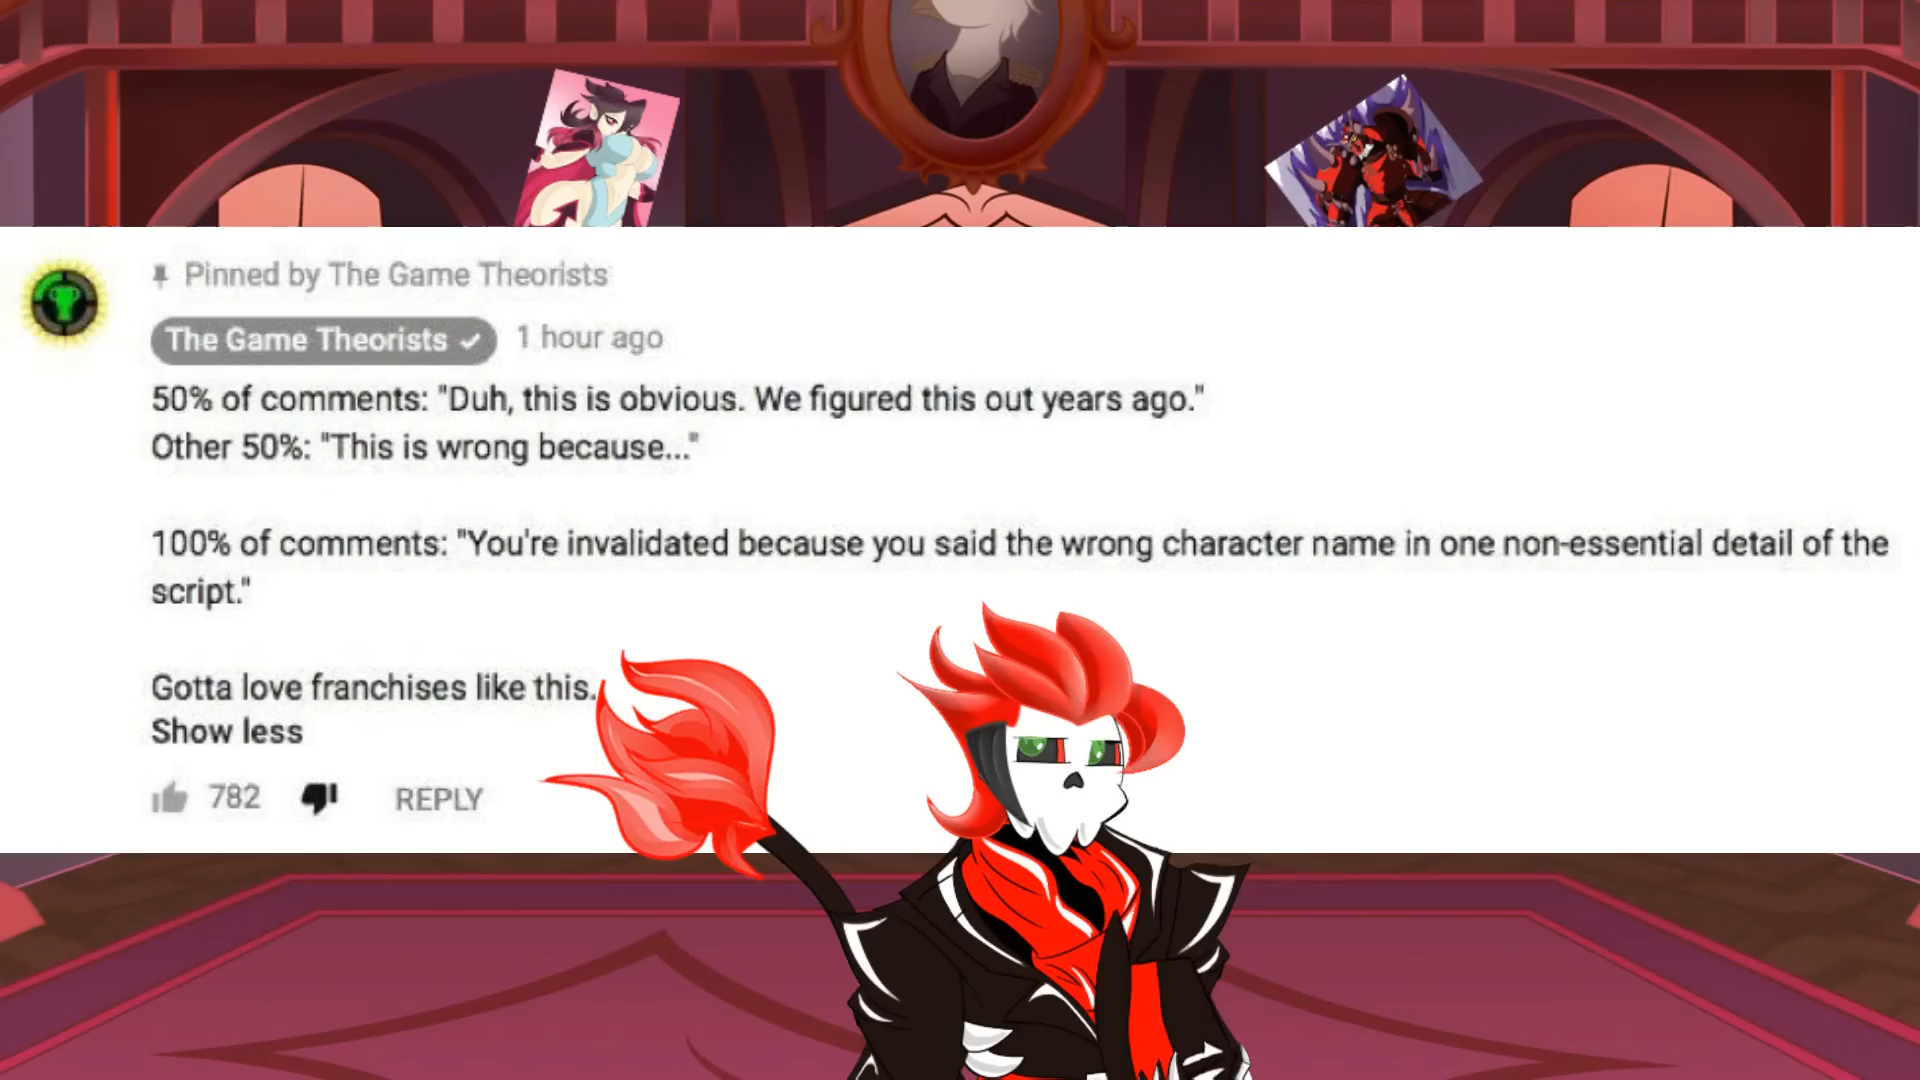 Pinned by The Game Theorists
The Game Theorists 1 hour ago
50% of comments: "Duh, this is obvious. We figured this out years ago."
Other 50%: "This is wrong because..."
100% of comments: "You're invalidated because you said the wrong character name in one non-essential detail of the
script."
Gotta love franchises like this.
Show less
782 REPLY